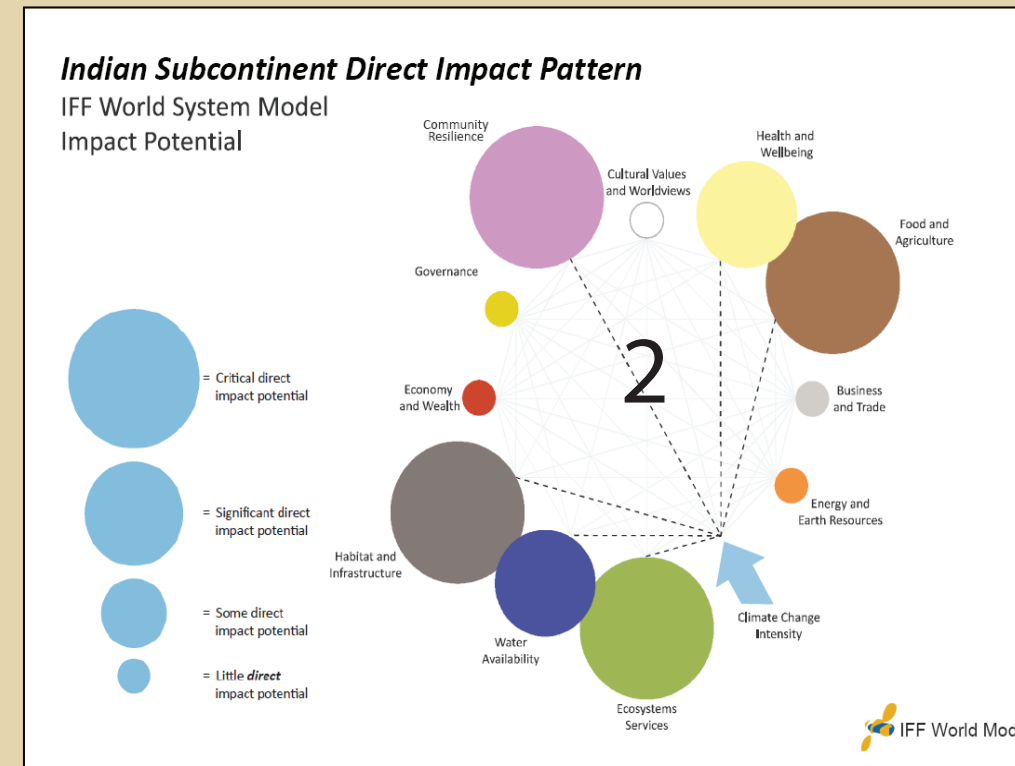 Indian Subcontinent Direct Impact Pattern
IFF World System Model
Impact Potential
Community
Resilience
Cultural Values
and Worldviews
Health and
Wellbeing
Food and
Agriculture
Governance
2
Economy
and Wealth
Business
and Trade
Energy and
Earth Resources
Habitat and
Infrastructure
Water
Availability
Ecosystems
Services
Climate Change
Intensity
= Critical direct
impact potential
= Significant direct
impact potential
= Some direct
impact potential
= Little direct
impact potential
IFF World Mod